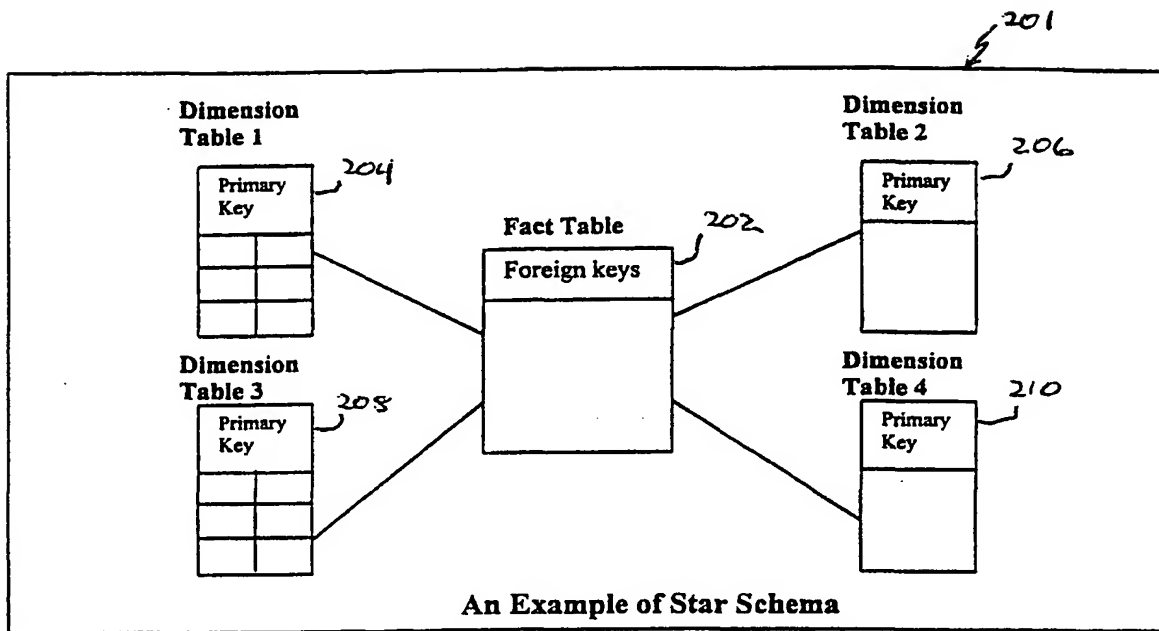 201
Dimension
Table 1
Primary
Key
204
Dimension
Table 2
Primary
Key
206
Fact Table
Foreign keys
202
Dimension
Table 3
Primary
Key
208
Dimension
Table 4
Primary
Key
210
An Example of Star Schema